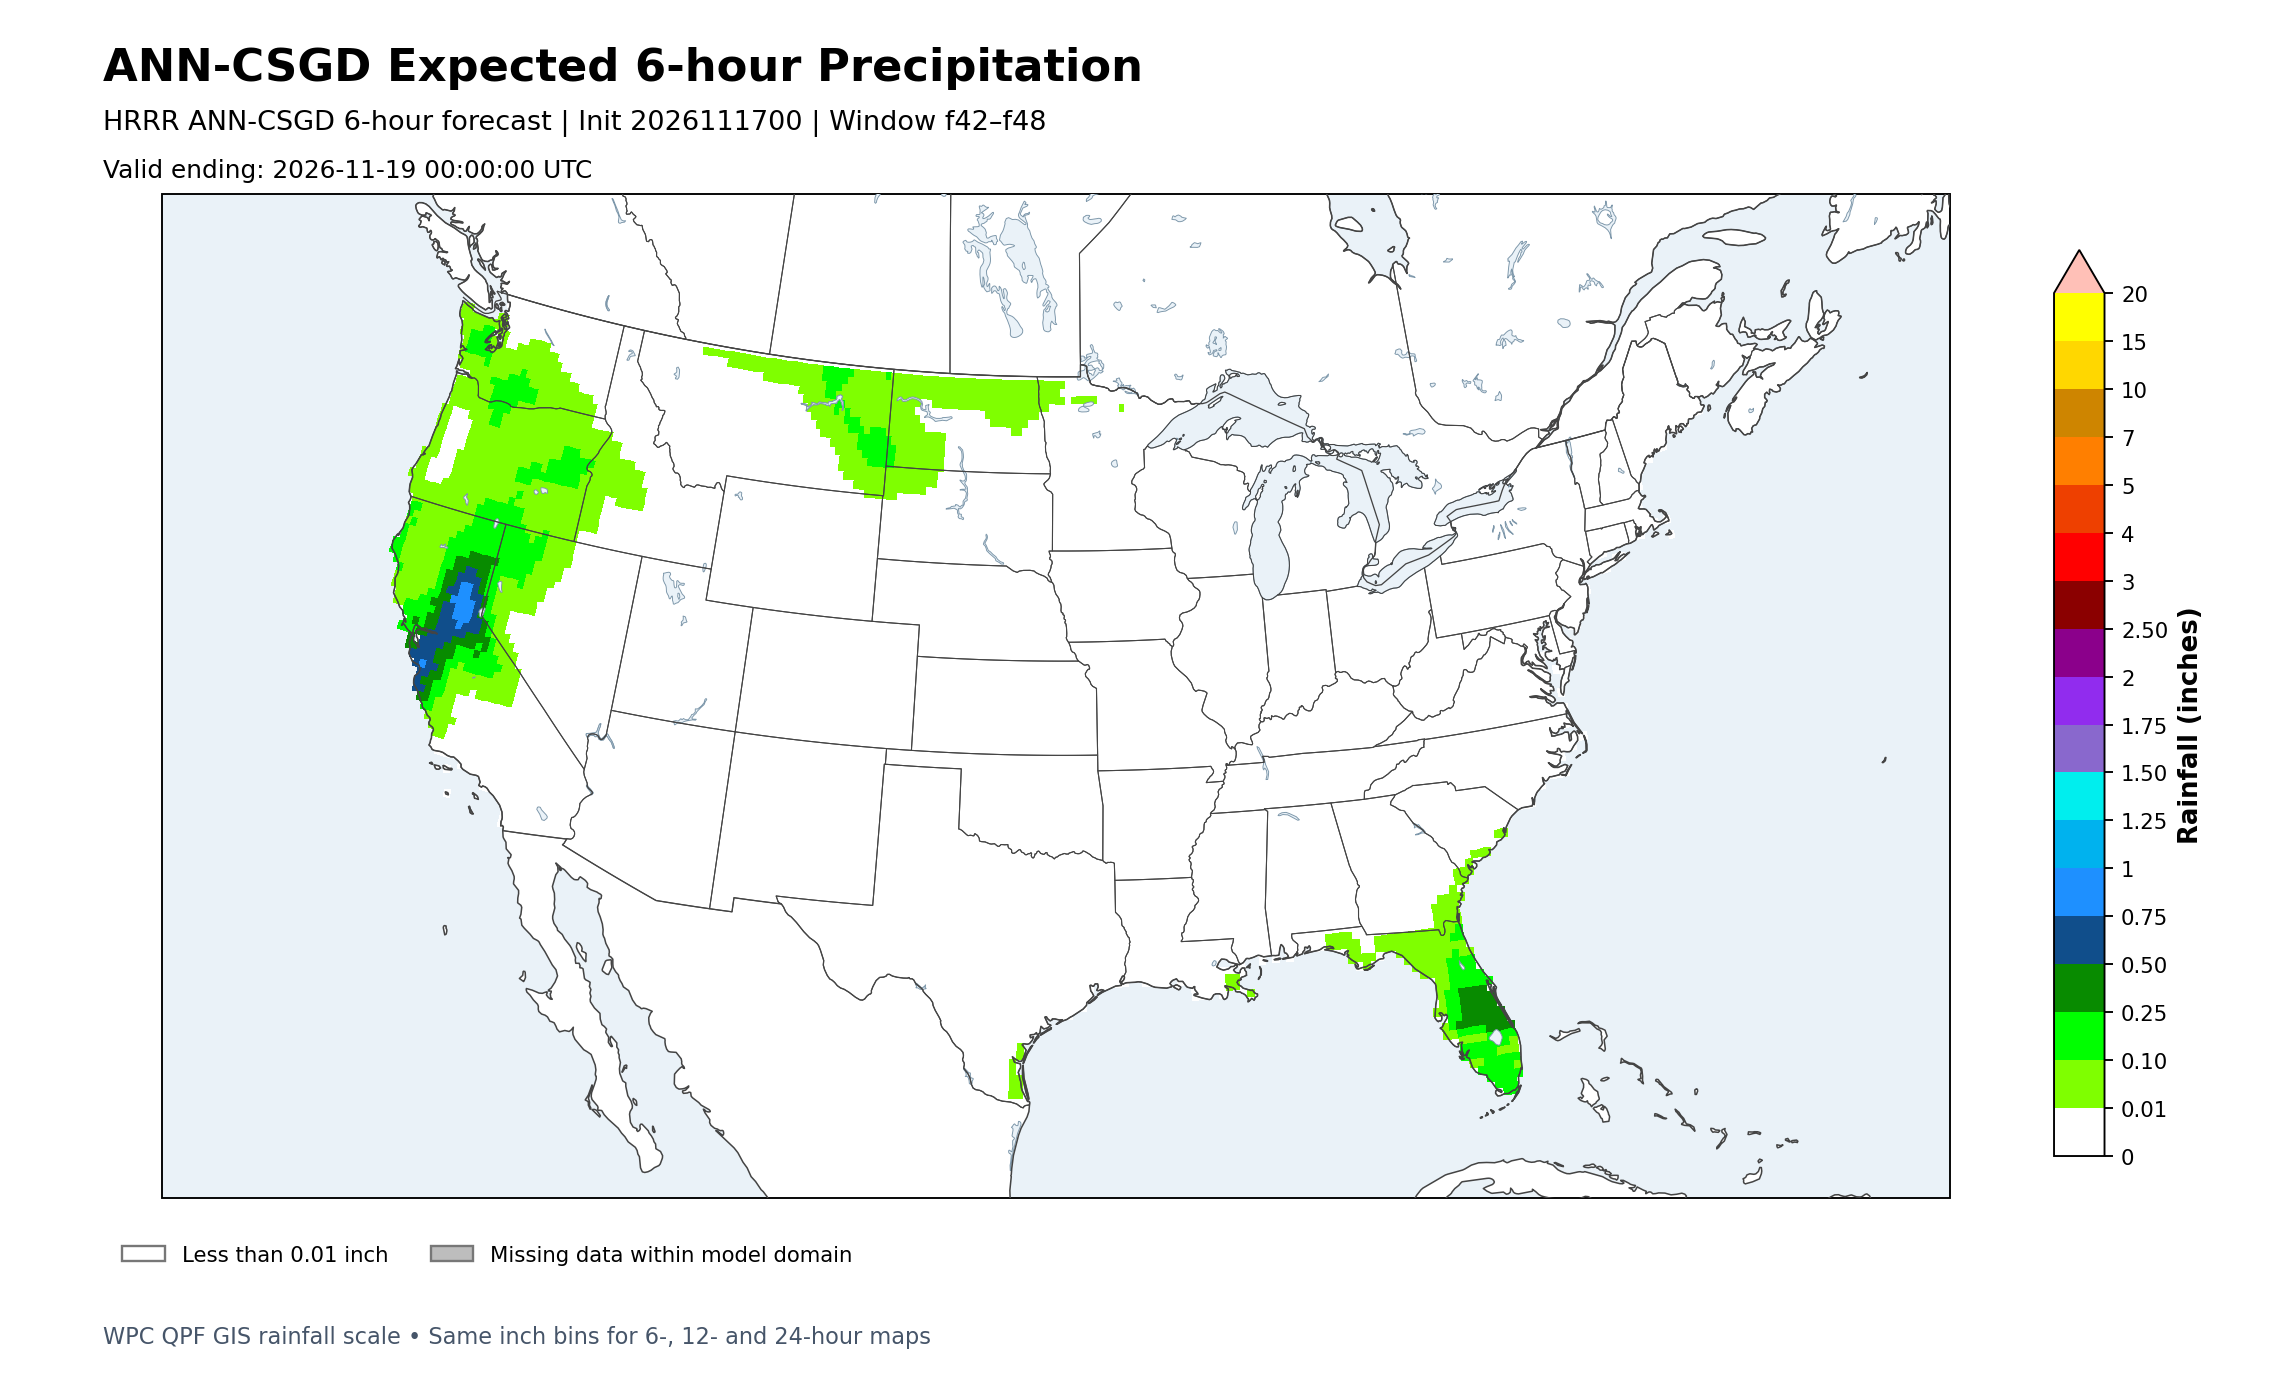 ANN-CSGD Expected 6-hour Precipitation
HRRR ANN-CSGD 6-hour forecast | Init 2026111700 | Window f42–f48
Valid ending: 2026-11-19 00:00:00 UTC
20
15
10
7
5
4
3
2.50
2
1.75
1.50
1.25
1
0.75
0.50
0.25
0.10
0.01
0
Rainfall (inches)
Less than 0.01 inch
Missing data within model domain
WPC QPF GIS rainfall scale • Same inch bins for 6-, 12- and 24-hour maps